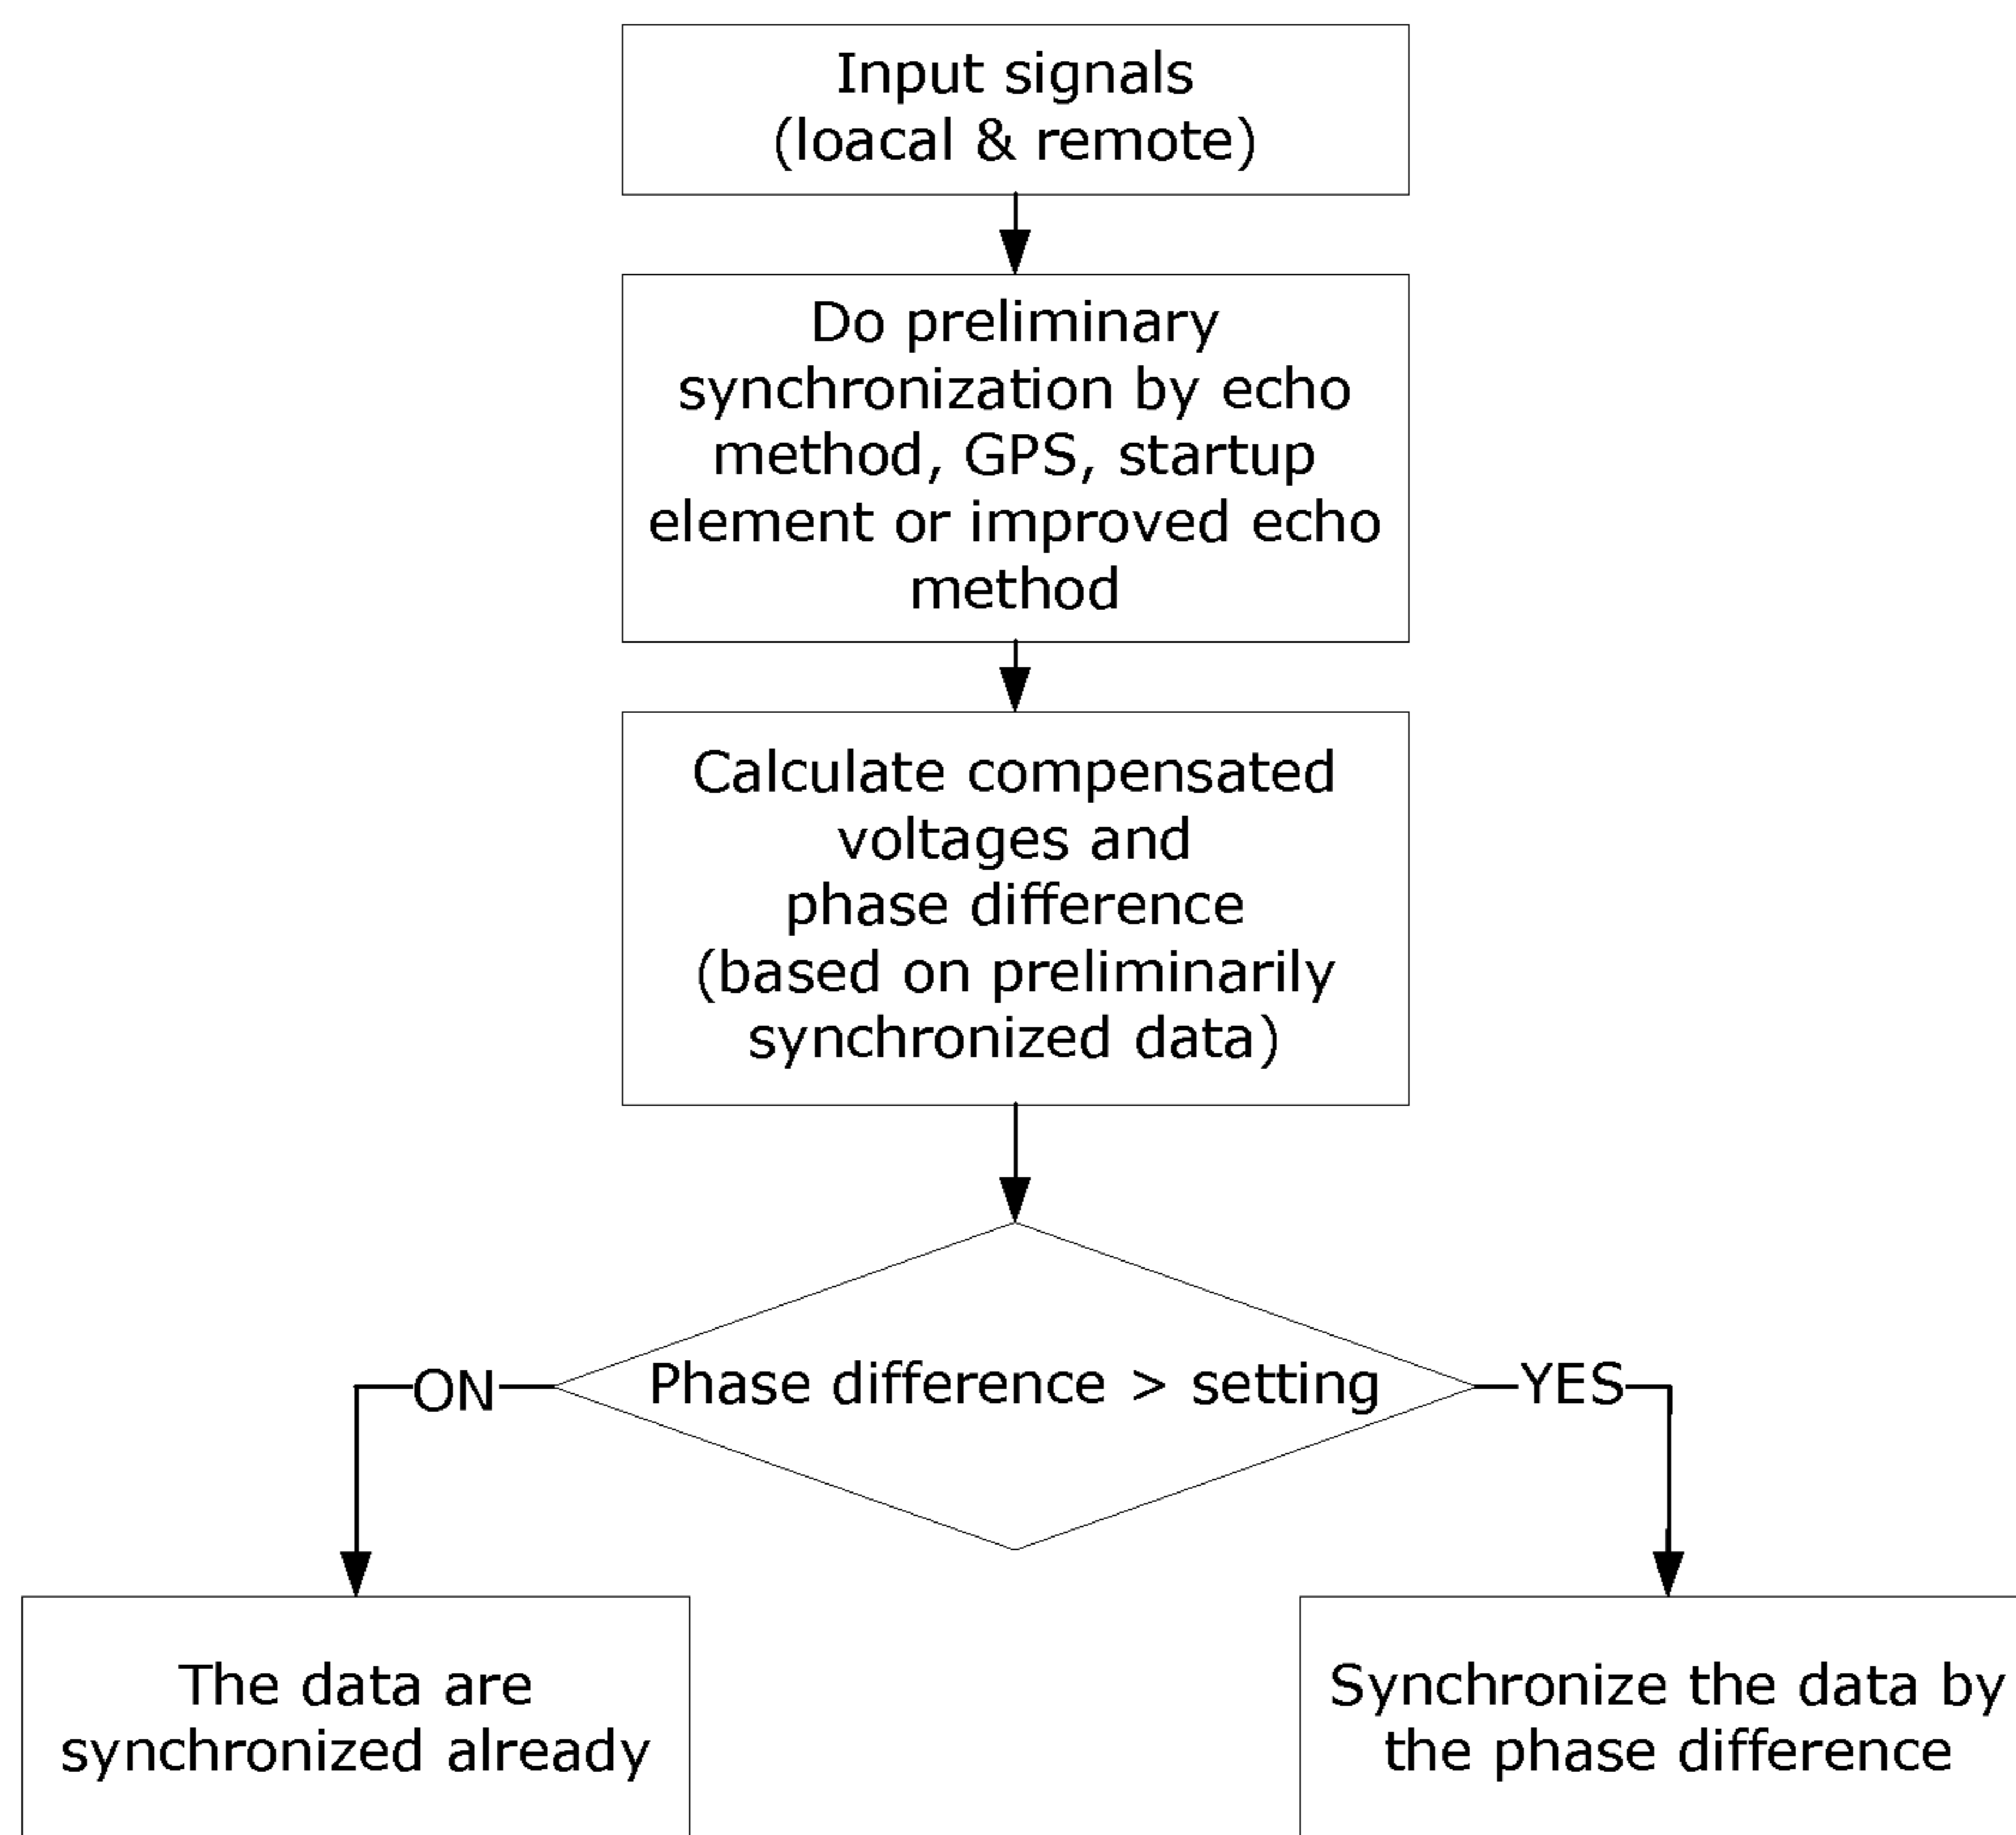 Input signals
(loacal & remote)
Do preliminary
synchronization by echo
method, GPS, startup
element or improved echo
method
Calculate compensated
voltages and
phase difference
(based on preliminarily
synchronized data)
Phase difference > setting
ON
YES
The data are
synchronized already
Synchronize the data by
the phase difference